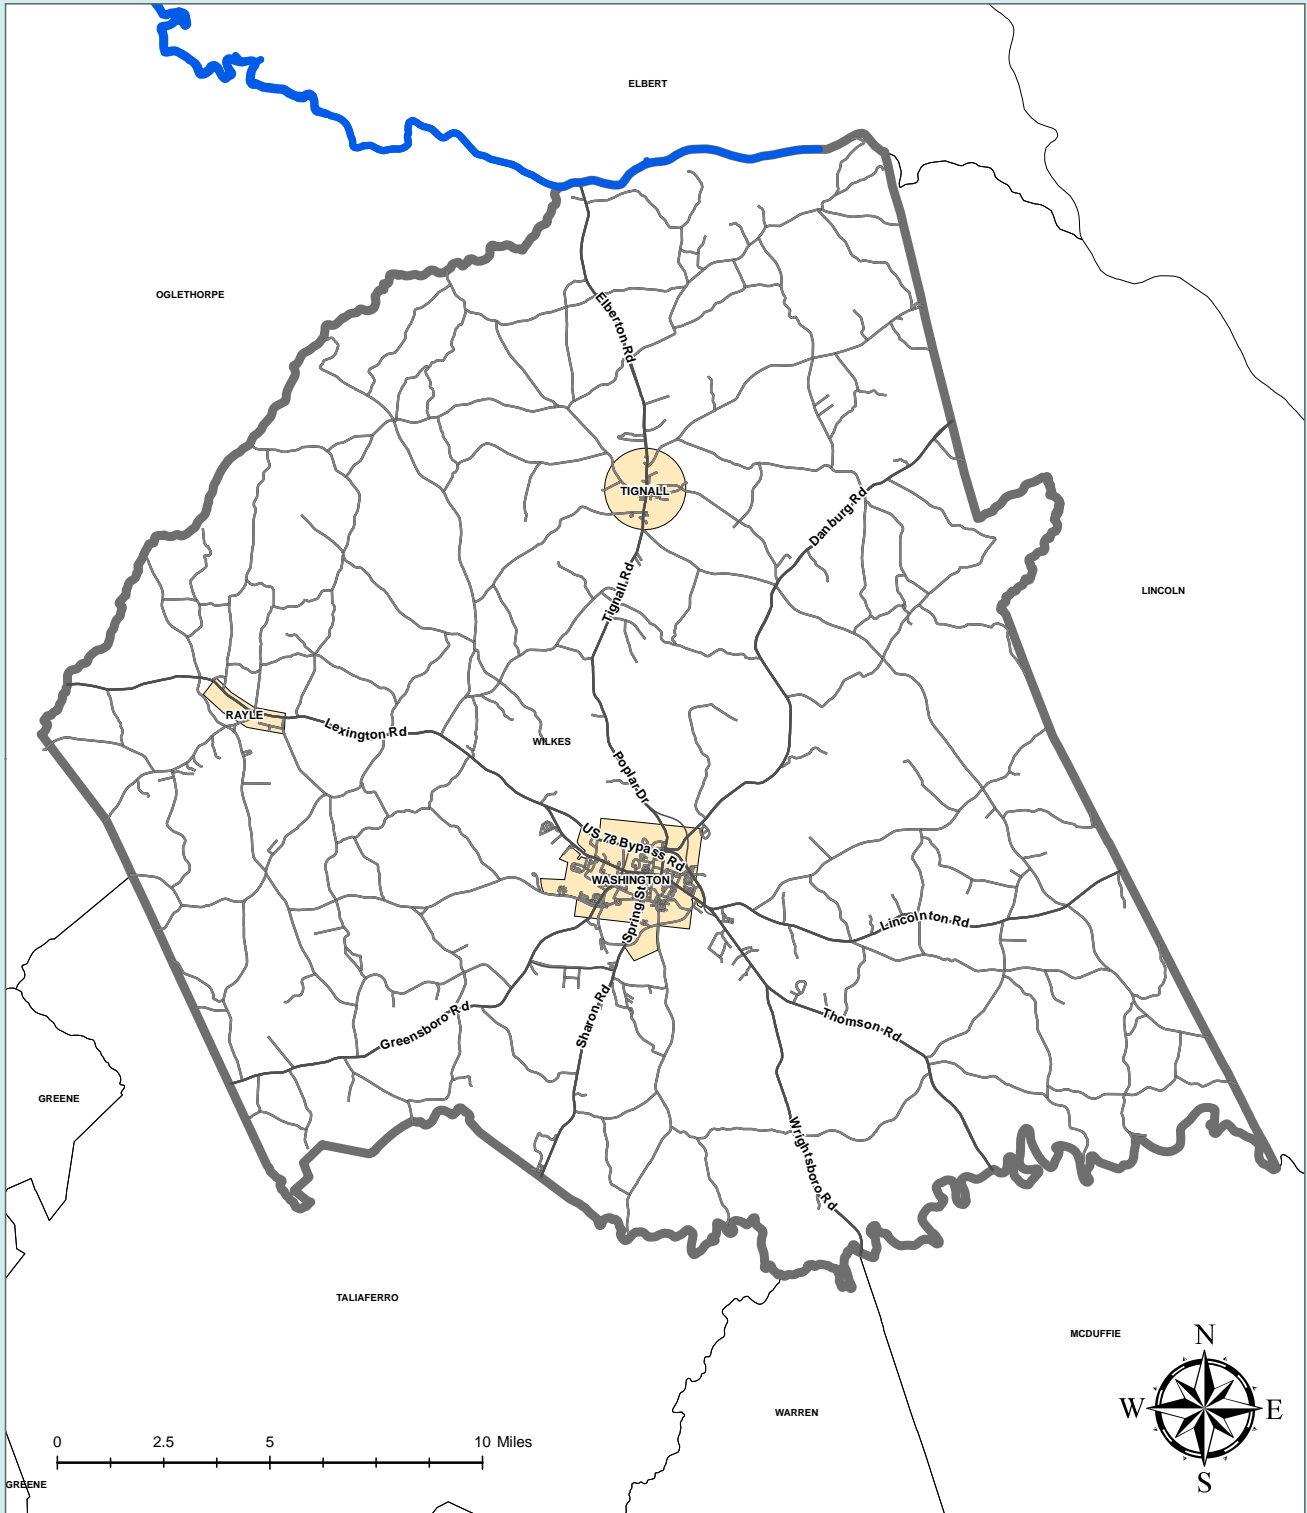 ELBERT
OGLETHORPE
Elberton Rd
TIGNALL
Danburg Rd
Tignall Rd
LINCOLN
RAYLE
Lexington Rd
WILKES
Poplar Dr
US 78 Bypass Rd
WASHINGTON
Spring St
Lincolnton Rd
Sharon Rd
Greensboro Rd
Thomson Rd
GREENE
Wrightsboro Rd
TALIAFERRO
MCDUFFIE
WARREN
N
W
E
S
0
2.5
5
10 Miles
GREENE